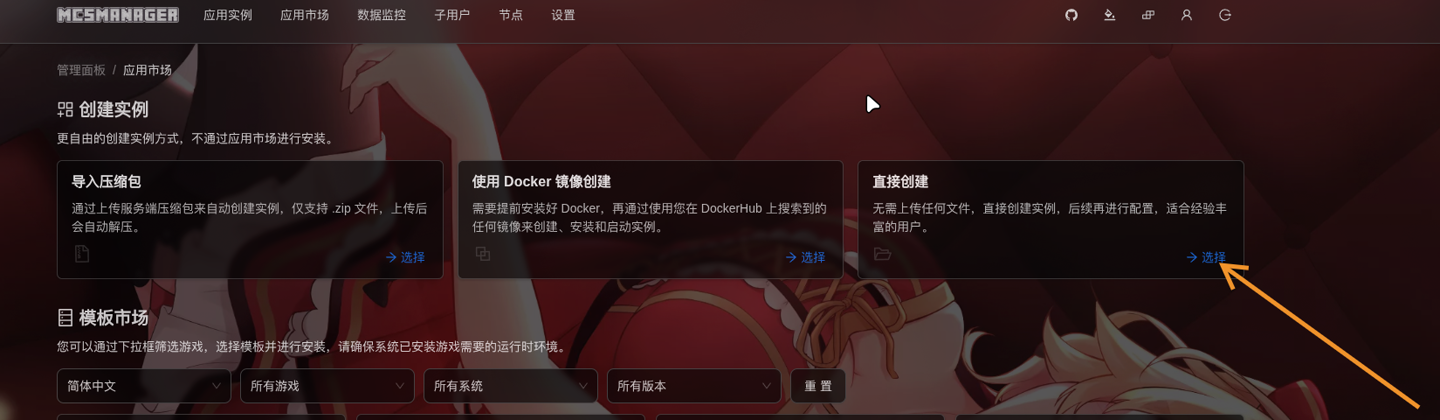 MCSMANAGER 应用实例 应用市场 数据监控 子用户 节点 设置
管理面板 / 应用市场
创建实例
更自由的创建实例方式，不通过应用市场进行安装。
导入压缩包
通过上传服务端压缩包来自动创建实例，仅支持 .zip 文件，上传后
会自动解压。
选择
使用 Docker 镜像创建
需要提前安装好 Docker，再通过使用您在 DockerHub 上搜索到的
任何镜像来创建、安装和启动实例。
选择
直接创建
无需上传任何文件，直接创建实例，后续再进行配置，适合经验丰
富的用户。
选择
模板市场
您可以通过下拉框筛选游戏，选择模板并进行安装，请确保系统已安装游戏需要的运行时环境。
简体中文 所有游戏 所有系统 所有版本 重 置